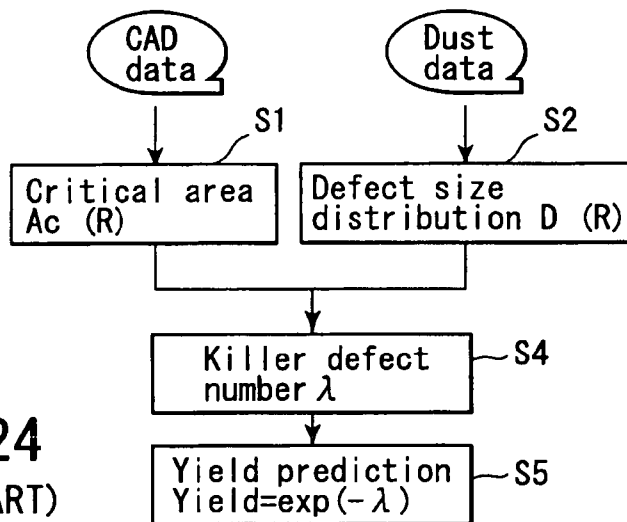 CAD
data
Dust
data
S1
S2
Critical area
Ac (R)
Defect size
distribution D (R)
Killer defect
number λ
S4
24
ART)
Yield prediction
Yield=exp(-λ)
S5